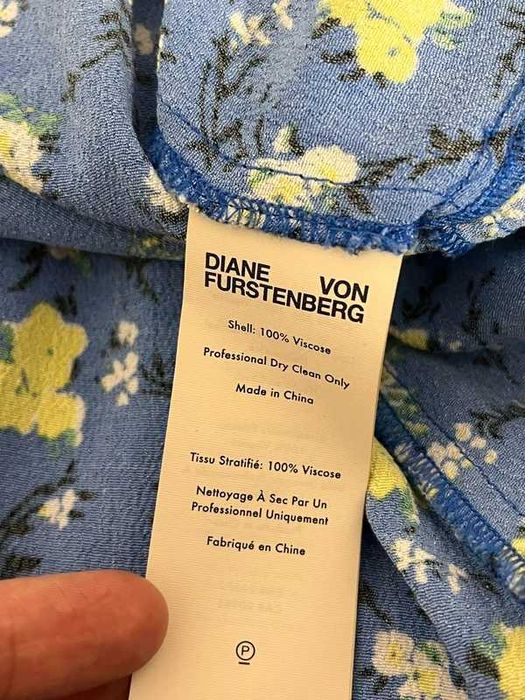 DIANE VON
FURSTENBERG
Shell: 100% Viscose
Professional Dry Clean Only
Made in China
Tissu Stratifié: 100% Viscose
Nettoyage À Sec Par Un
Professionnel Uniquement
Fabriqué en Chine
P